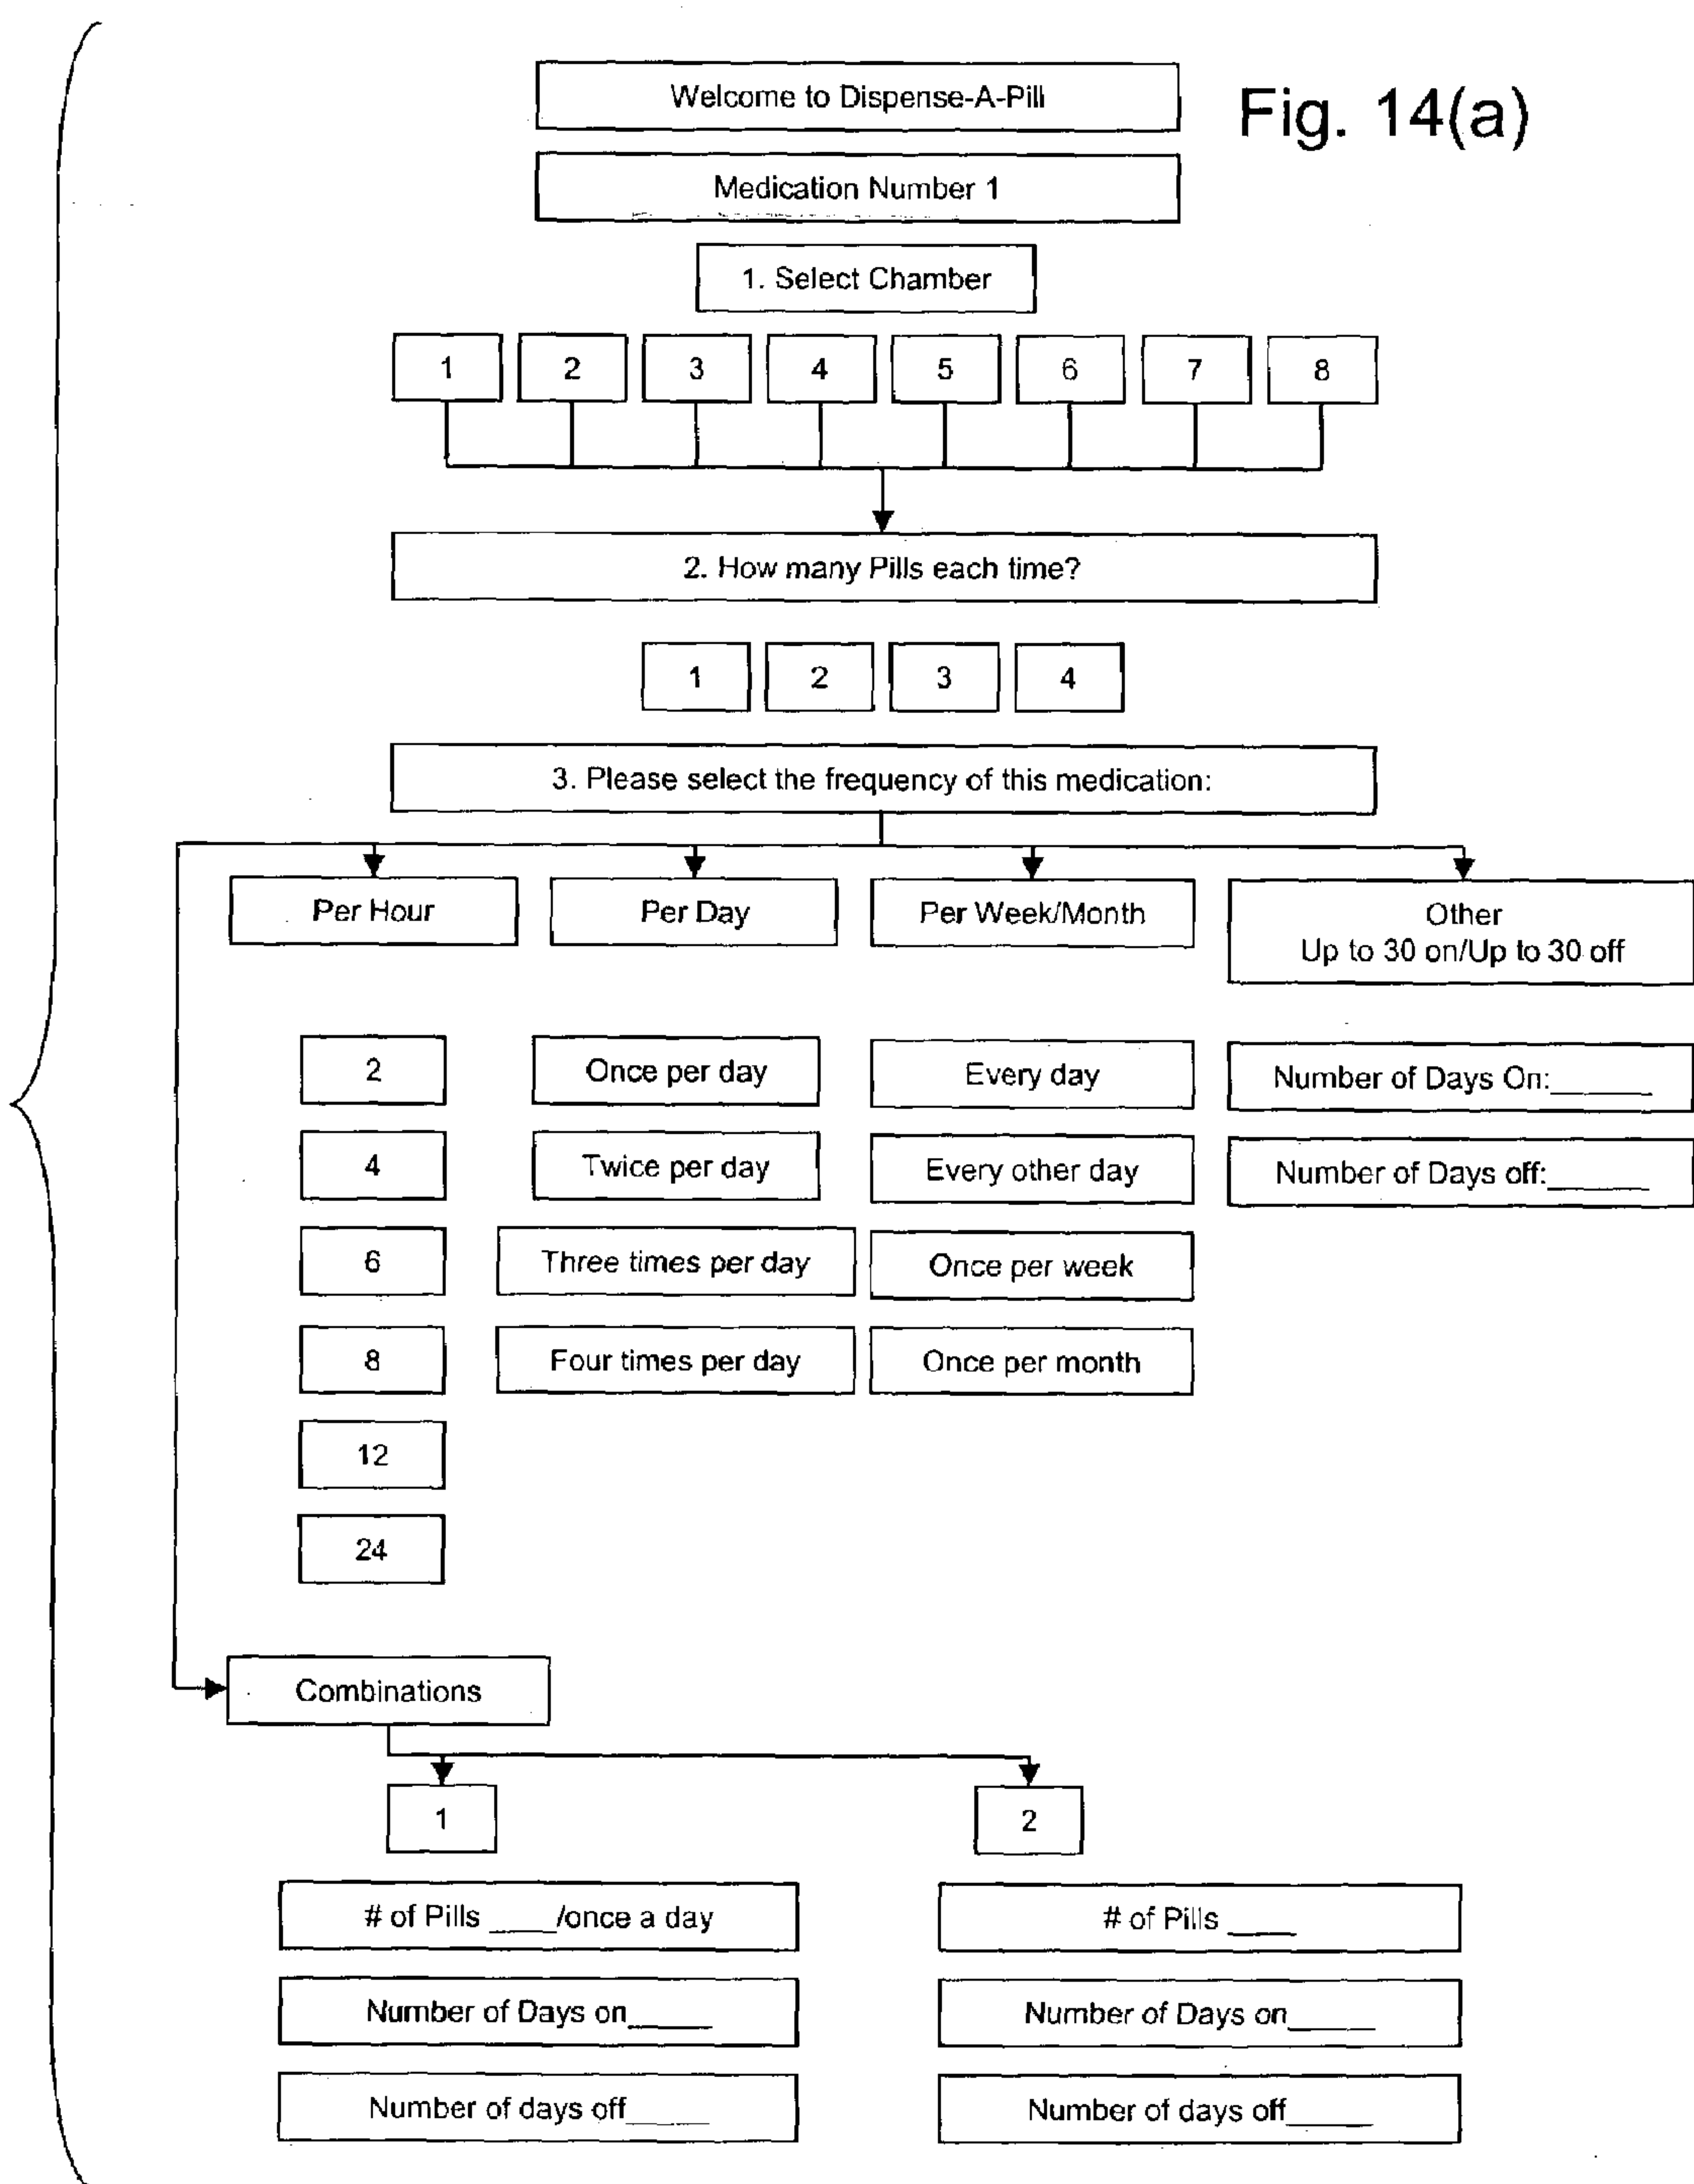 Fig. 14(a)
Welcome to Dispense-A-Pill
Medication Number 1
1. Select Chamber
1 2 3 4 5 6 7 8
2. How many Pills each time?
1 2 3 4
3. Please select the frequency of this medication:
Per Hour
2
4
6
8
12
24
Per Day
Once per day
Twice per day
Three times per day
Four times per day
Per Week/Month
Every day
Every other day
Once per week
Once per month
Other
Up to 30 on/Up to 30 off
Number of Days On:______
Number of Days off:______
Combinations
1
# of Pills ____/once a day
Number of Days on_____
Number of days off_____
2
# of Pills ____
Number of Days on_____
Number of days off_____